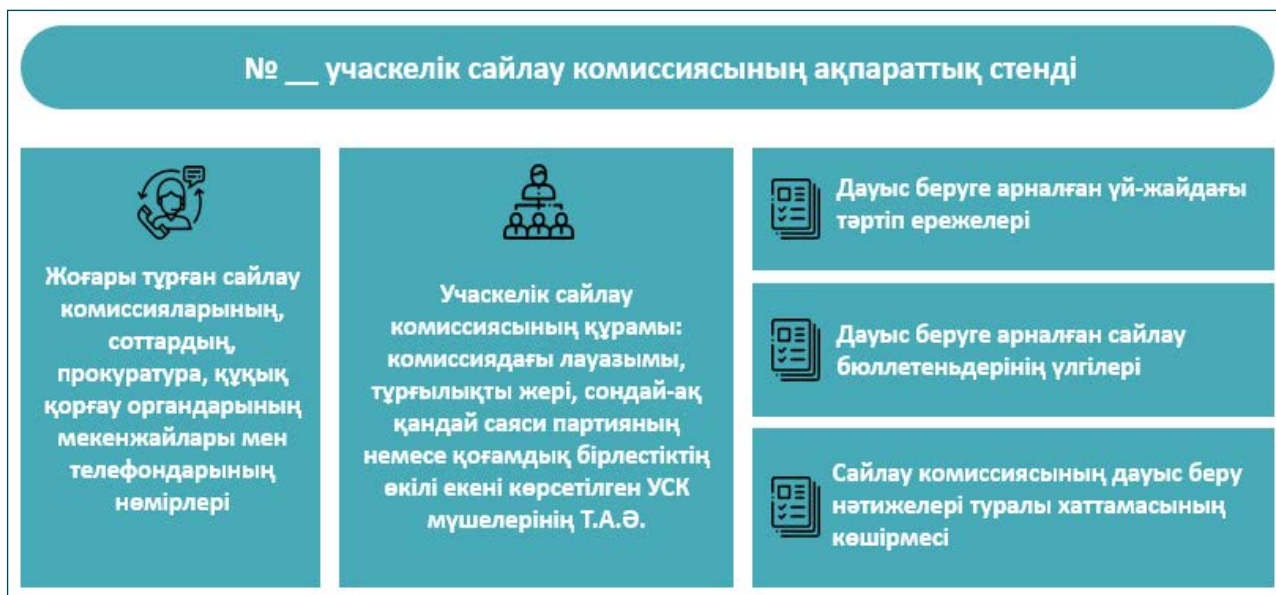 № __ учаскелік сайлау комиссиясының ақпараттық стенді
Жоғары тұрған сайлау
комиссияларының,
соттардың,
прокуратура, құқық
қорғау органдарының
мекенжайлары мен
телефондарының
нөмірлері
Учаскелік сайлау
комиссиясының құрамы:
комиссиядағы лауазымы,
тұрғылықты жері, сондай-ақ
қандай саяси партияның
немесе қоғамдық бірлестіктің
өкілі екені көрсетілген УСК
мүшелерінің Т.А.Ә.
Дауыс беруге арналған үй-жайдағы
тәртіп ережелері
Дауыс беруге арналған сайлау
бюллетеньдерінің үлгілері
Сайлау комиссиясының дауыс беру
нәтижелері туралы хаттамасының
көшірмесі